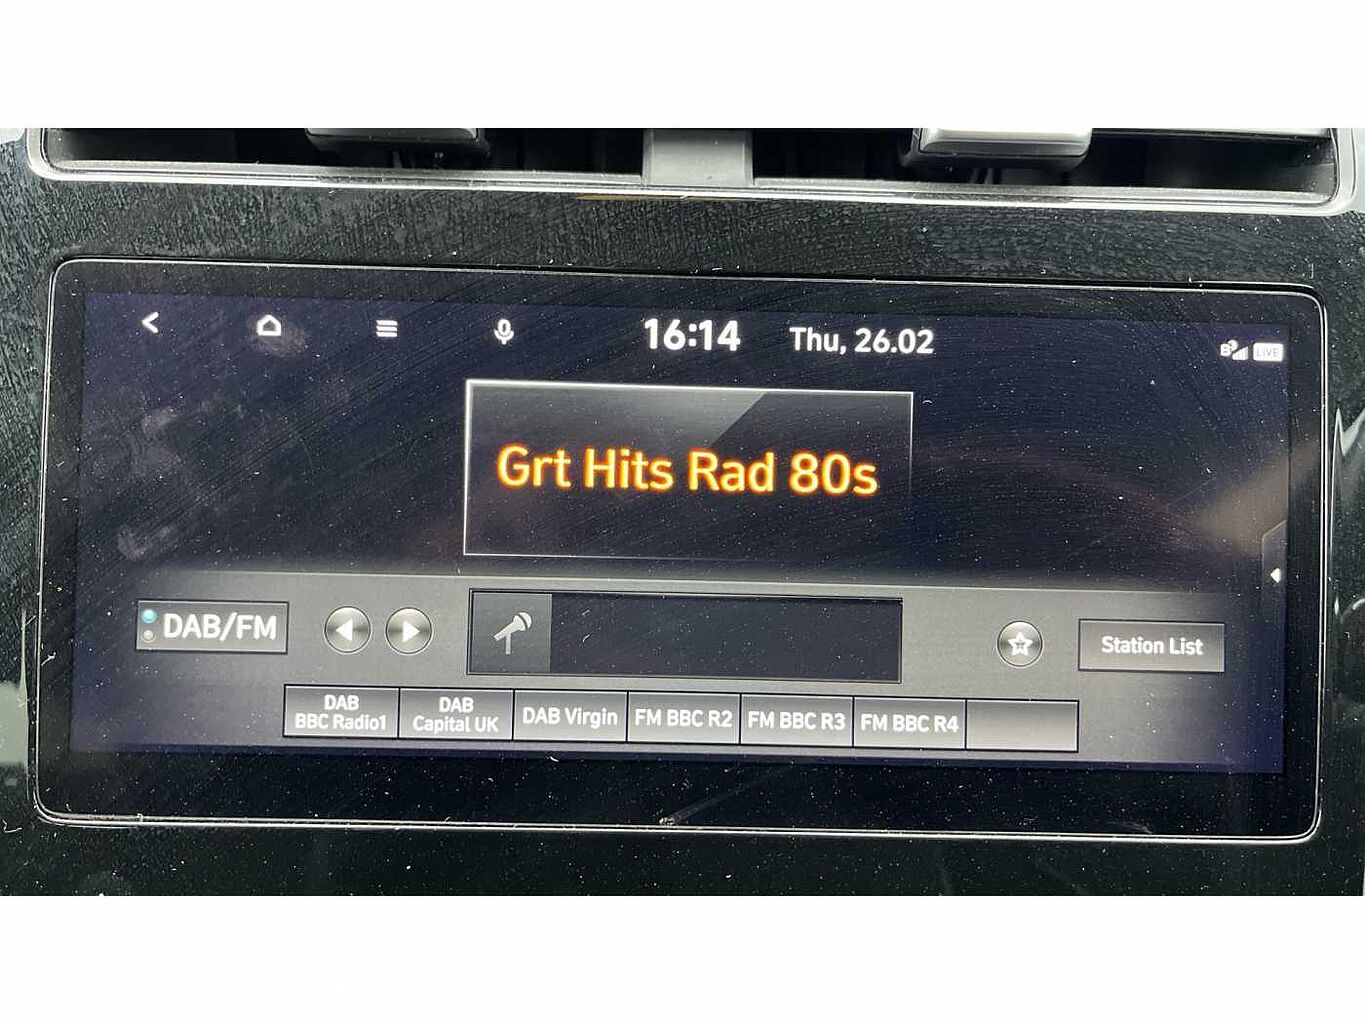 16:14 Thu, 26.02
LIVE
Grt Hits Rad 80s
DAB/FM
Station List
DAB
BBC Radio1
DAB
Capital UK
DAB Virgin
FM BBC R2
FM BBC R3
FM BBC R4